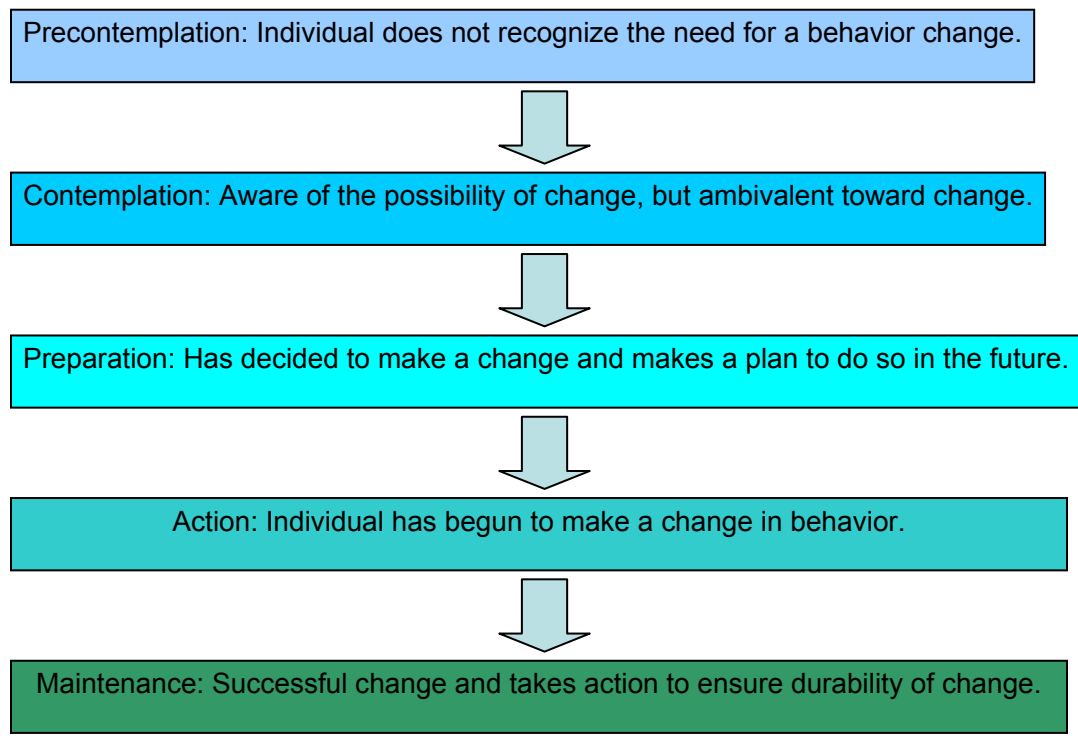 Precontemplation: Individual does not recognize the need for a behavior change.
Contemplation: Aware of the possibility of change, but ambivalent toward change.
Preparation: Has decided to make a change and makes a plan to do so in the future.
Action: Individual has begun to make a change in behavior.
Maintenance: Successful change and takes action to ensure durability of change.